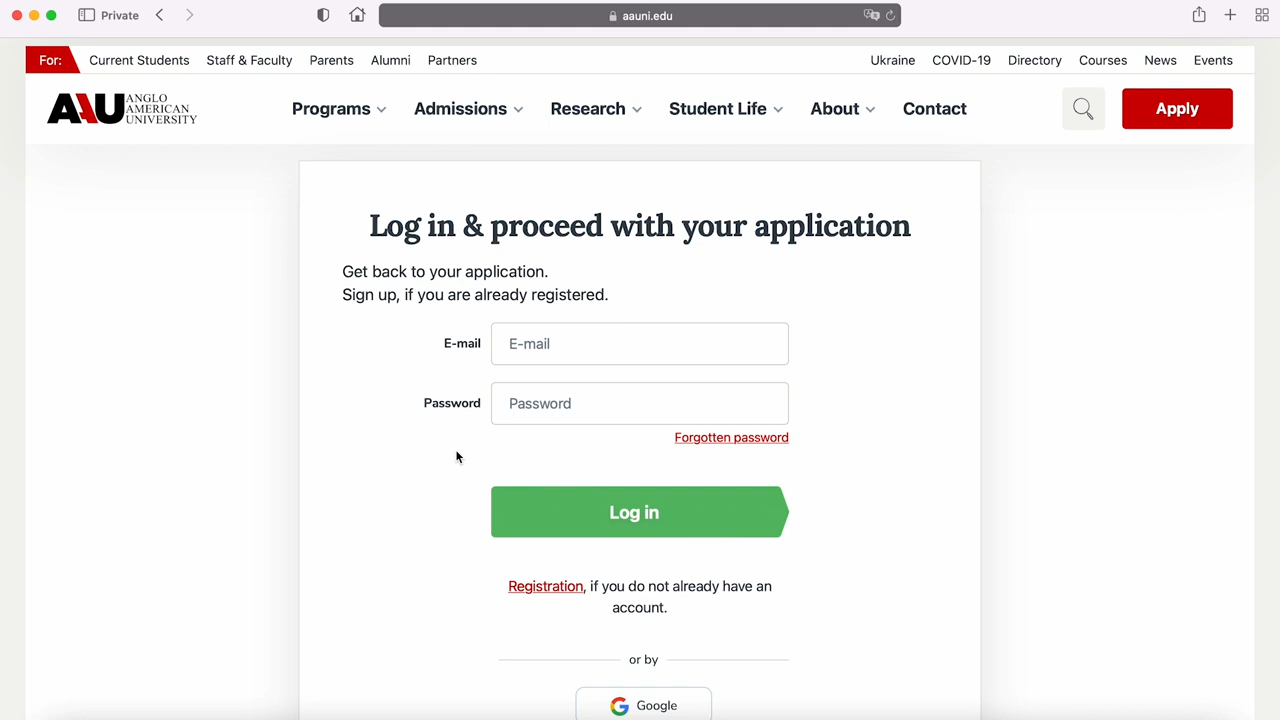 Private
aauni.edu
For:
Current Students
Staff & Faculty
Parents
Alumni
Partners
Ukraine
COVID-19
Directory
Courses
News
Events
AAU ANGLO
AMERICAN
UNIVERSITY
Programs
Admissions
Research
Student Life
About
Contact
Apply
Log in & proceed with your application
Get back to your application.
Sign up, if you are already registered.
E-mail
E-mail
Password
Password
Forgotten password
Log in
Registration, if you do not already have an
account.
or by
Google